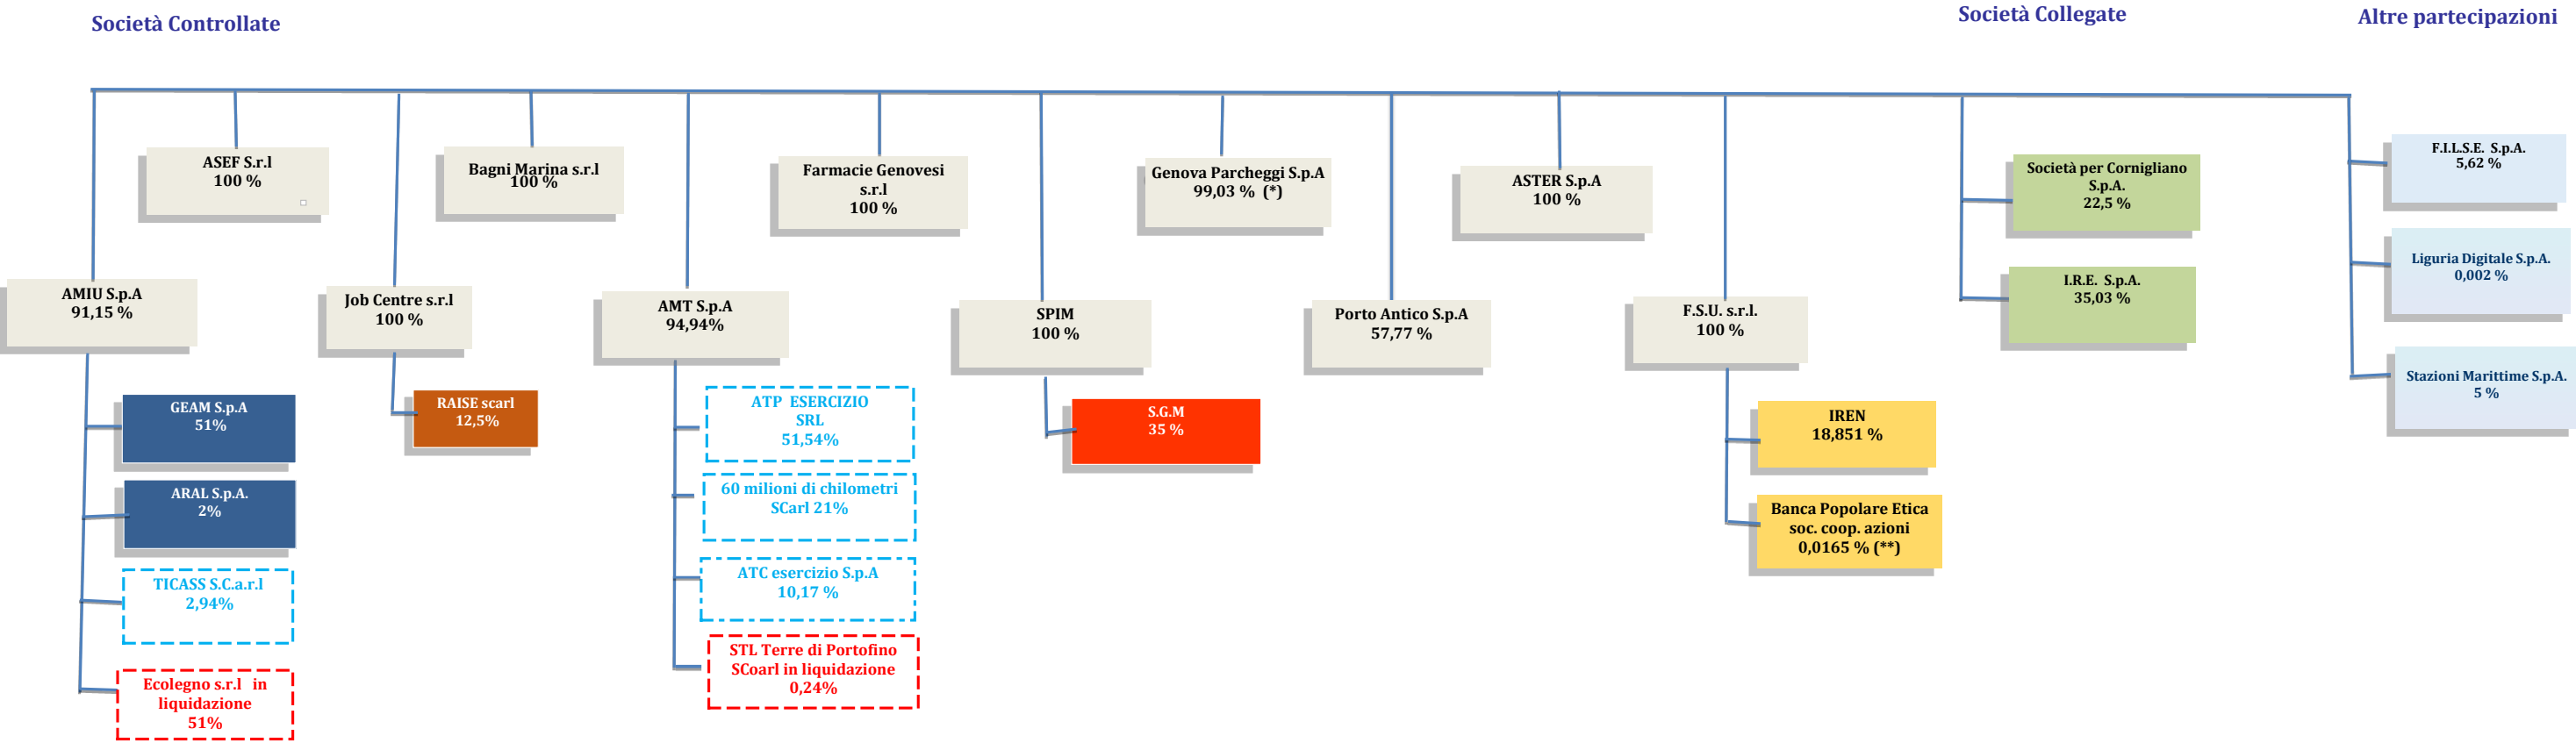 Società Controllate
Società Collegate
Altre partecipazioni
ASEF S.r.l
100 %
Bagni Marina s.r.l
100 %
Farmacie Genovesi
s.r.l
100 %
Genova Parcheggi S.p.A
99,03 % (*)
ASTER S.p.A
100 %
Società per Cornigliano
S.p.A.
22,5 %
F.I.L.S.E. S.p.A.
5,62 %
Liguria Digitale S.p.A.
0,002 %
AMIU S.p.A
91,15 %
Job Centre s.r.l
100 %
AMT S.p.A
94,94%
SPIM
100 %
Porto Antico S.p.A
57,77 %
F.S.U. s.r.l.
100 %
I.R.E. S.p.A.
35,03 %
Stazioni Marittime S.p.A.
5 %
GEAM S.p.A
51%
ARAL S.p.A.
2%
TICASS S.C.a.r.l
2,94%
Ecolegno s.r.l in
liquidazione
51%
RAISE scarl
12,5%
ATP ESERCIZIO
SRL
51,54%
60 milioni di chilometri
SCarl 21%
ATC esercizio S.p.A
10,17 %
STL Terre di Portofino
SCoarl in liquidazione
0,24%
S.G.M
35 %
IREN
18,851 %
Banca Popolare Etica
soc. coop. azioni
0,0165 % (**)